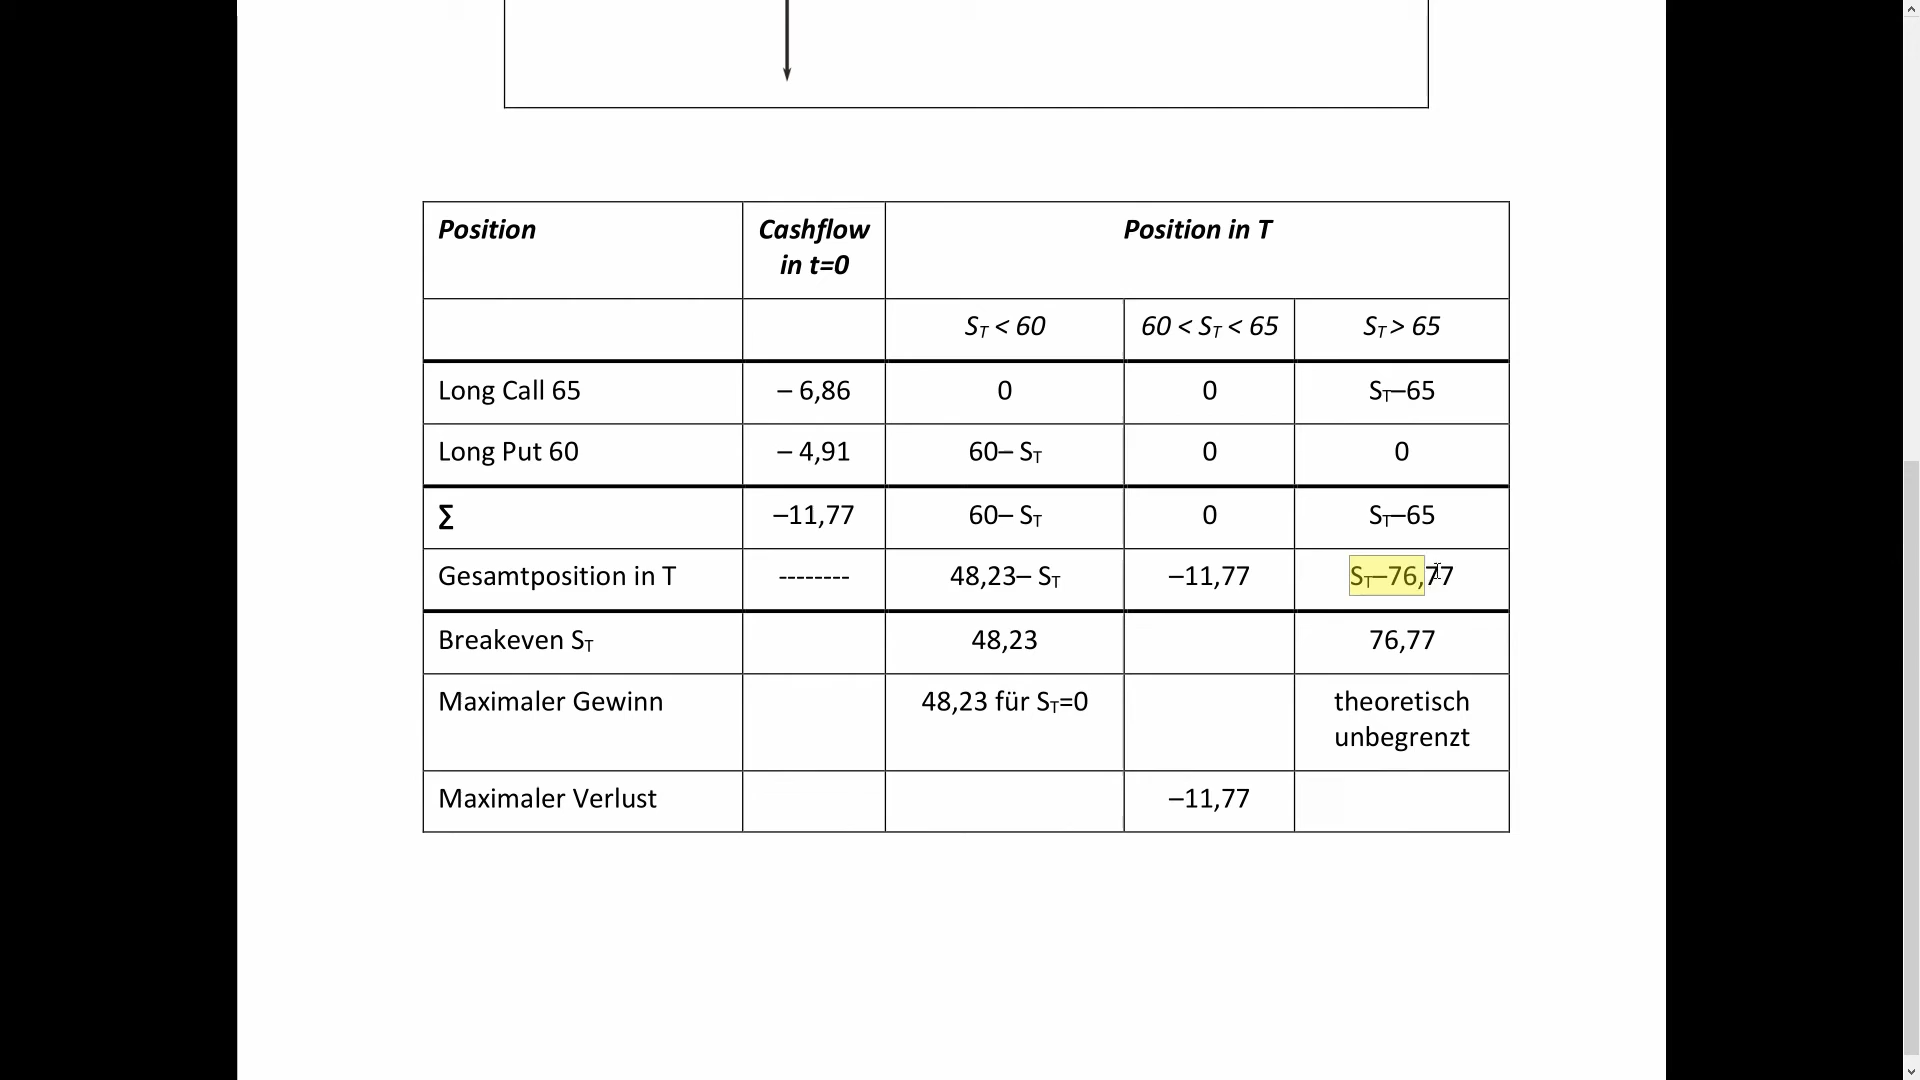 Position Cashflow in t=0 Position in T
S_T < 60 60 < S_T < 65 S_T > 65
Long Call 65 – 6,86 0 0 S_T–65
Long Put 60 – 4,91 60– S_T 0 0
∑ –11,77 60– S_T 0 S_T–65
Gesamtposition in T -------- 48,23– S_T –11,77 S_T–76,77
Breakeven S_T 48,23 76,77
Maximaler Gewinn 48,23 für S_T=0 theoretisch unbegrenzt
Maximaler Verlust –11,77